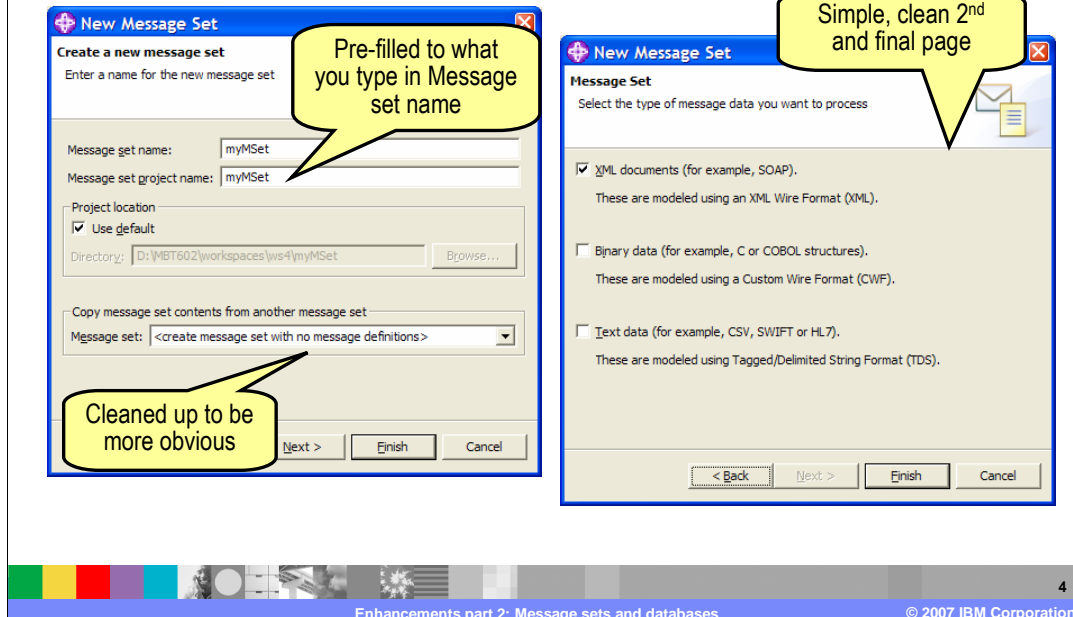 New Message Set
Create a new message set
Enter a name for the new message set
Pre-filled to what
you type in Message
set name
Message set name: myMSet
Message set project name: myMSet
Project location
Use default
Directory: D:\MBT602\workspaces\ws4\myMSet Browse...
Copy message set contents from another message set
Message set: <create message set with no message definitions>
Cleaned up to be
more obvious
Next > Finish Cancel
Simple, clean 2nd
and final page
New Message Set
Message Set
Select the type of message data you want to process
XML documents (for example, SOAP).
These are modeled using an XML Wire Format (XML).
Binary data (for example, C or COBOL structures).
These are modeled using a Custom Wire Format (CWF).
Text data (for example, CSV, SWIFT or HL7).
These are modeled using Tagged/Delimited String Format (TDS).
< Back Next > Finish Cancel
4
Enhancements part 2: Message sets and databases
© 2007 IBM Corporation